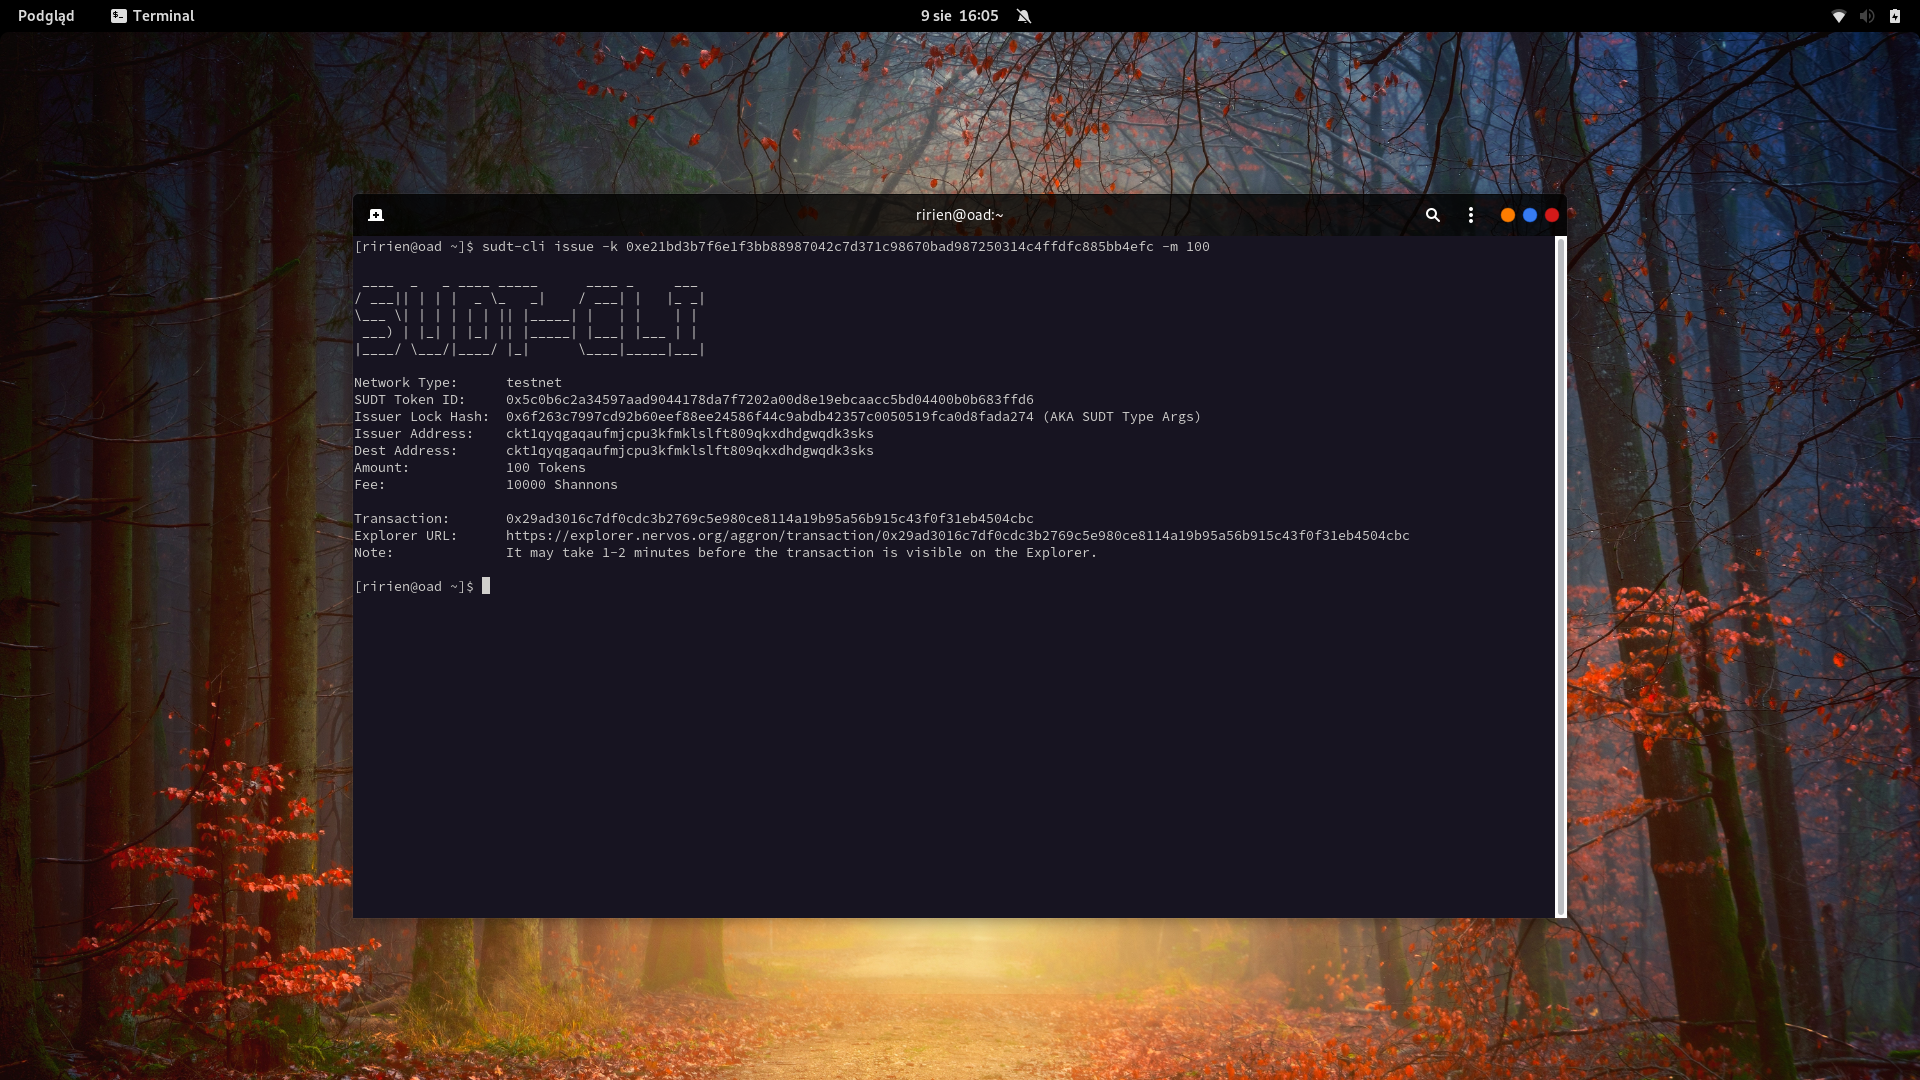 Podgląd Terminal 9 sie 16:05
ririen@oad:~
[ririen@oad ~]$ sudt-cli issue -k 0xe21bd3b7f6e1f3bb88987042c7d371c98670bad987250314c4ffdfc885bb4efc -m 100
SUDT-CLI
Network Type: testnet
SUDT Token ID: 0x5c0b6c2a34597aad9044178da7f7202a00d8e19ebcaacc5bd04400b0b683ffd6
Issuer Lock Hash: 0x6f263c7997cd92b60eef88ee24586f44c9abdb42357c0050519fca0d8fada274 (AKA SUDT Type Args)
Issuer Address: ckt1qyqgaqaufmjcpu3kfmklslft809qkxdhdgwqdk3sks
Dest Address: ckt1qyqgaqaufmjcpu3kfmklslft809qkxdhdgwqdk3sks
Amount: 100 Tokens
Fee: 10000 Shannons
Transaction: 0x29ad3016c7df0cdc3b2769c5e980ce8114a19b95a56b915c43f0f31eb4504cbc
Explorer URL: https://explorer.nervos.org/aggron/transaction/0x29ad3016c7df0cdc3b2769c5e980ce8114a19b95a56b915c43f0f31eb4504cbc
Note: It may take 1-2 minutes before the transaction is visible on the Explorer.
[ririen@oad ~]$